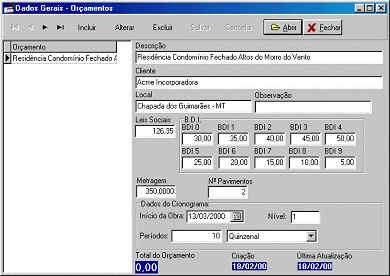 Dados Gerais - Orçamentos
Incluir Alterar Excluir Salvar Cancela Abrir Fechar
Orçamento
Residência Condomínio Fechado A
Descrição
Residência Condomínio Fechado Altos do Morro do Vento
Cliente
Acme Incorporadora
Local Observação
Chapada dos Guimarães - MT
Leis Sociais B.D.I.
126,35
BDI 0 BDI 1 BDI 2 BDI 3 BDI 4
30,00 35,00 40,00 45,00 50,00
BDI 5 BDI 6 BDI 7 BDI 8 BDI 9
25,00 20,00 15,00 10,00 5,00
Metragem Nº Pavimentos
350,0000 2
Dados do Cronograma
Início da Obra: 13/03/2000 Nível: 1
Períodos: 10 Quinzenal
Total do Orçamento Criação Última Atualização
0,00 18/02/00 18/02/00